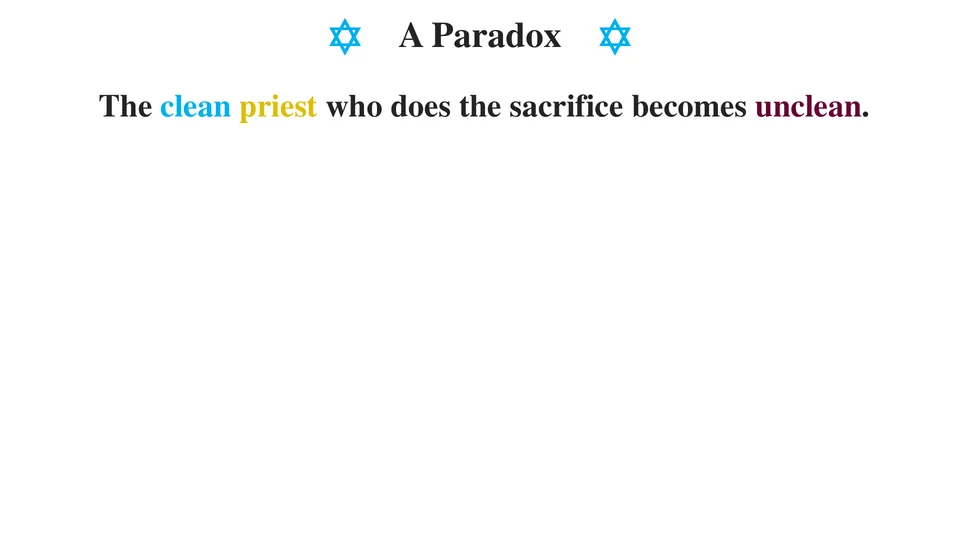 ✡ A Paradox ✡
The clean priest who does the sacrifice becomes unclean.